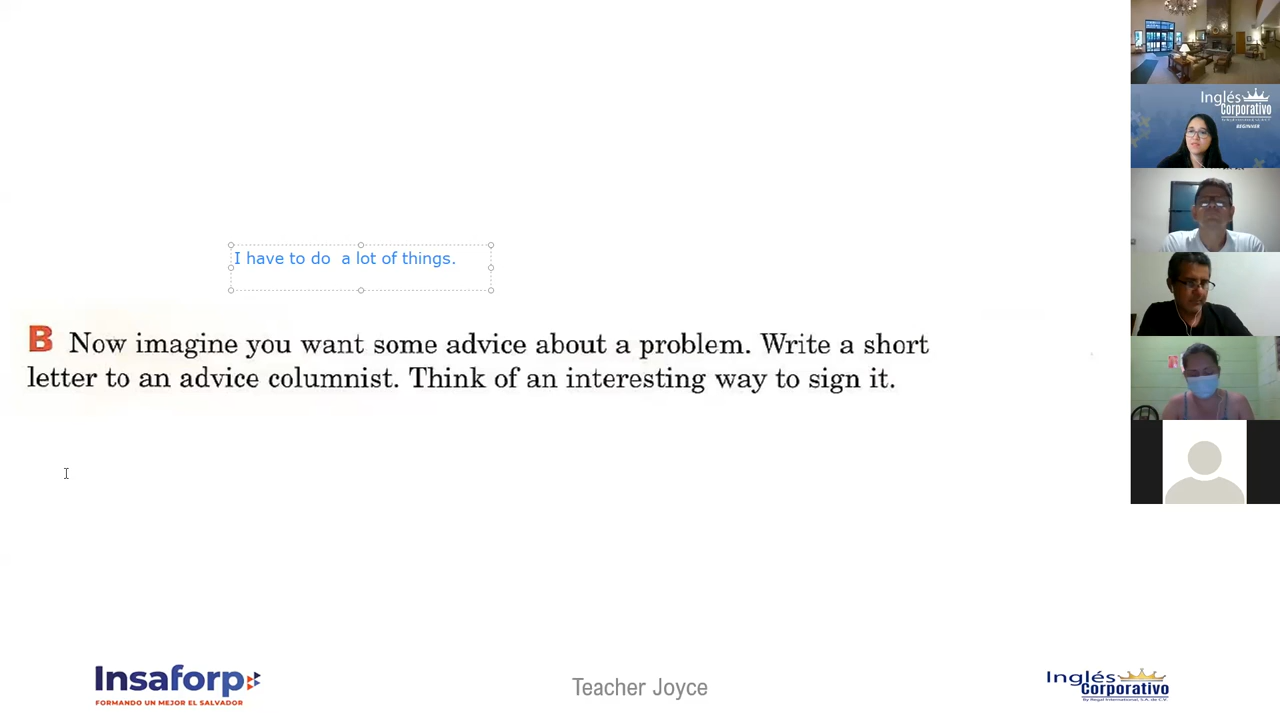 I have to do  a lot of things.
B Now imagine you want some advice about a problem. Write a short
letter to an advice columnist. Think of an interesting way to sign it.
Insaforp
FORMANDO UN MEJOR EL SALVADOR
Teacher Joyce
Inglés
Corporativo
By Regal International, S.A. de C.V.
Inglés
Corporativo
BEGINNER